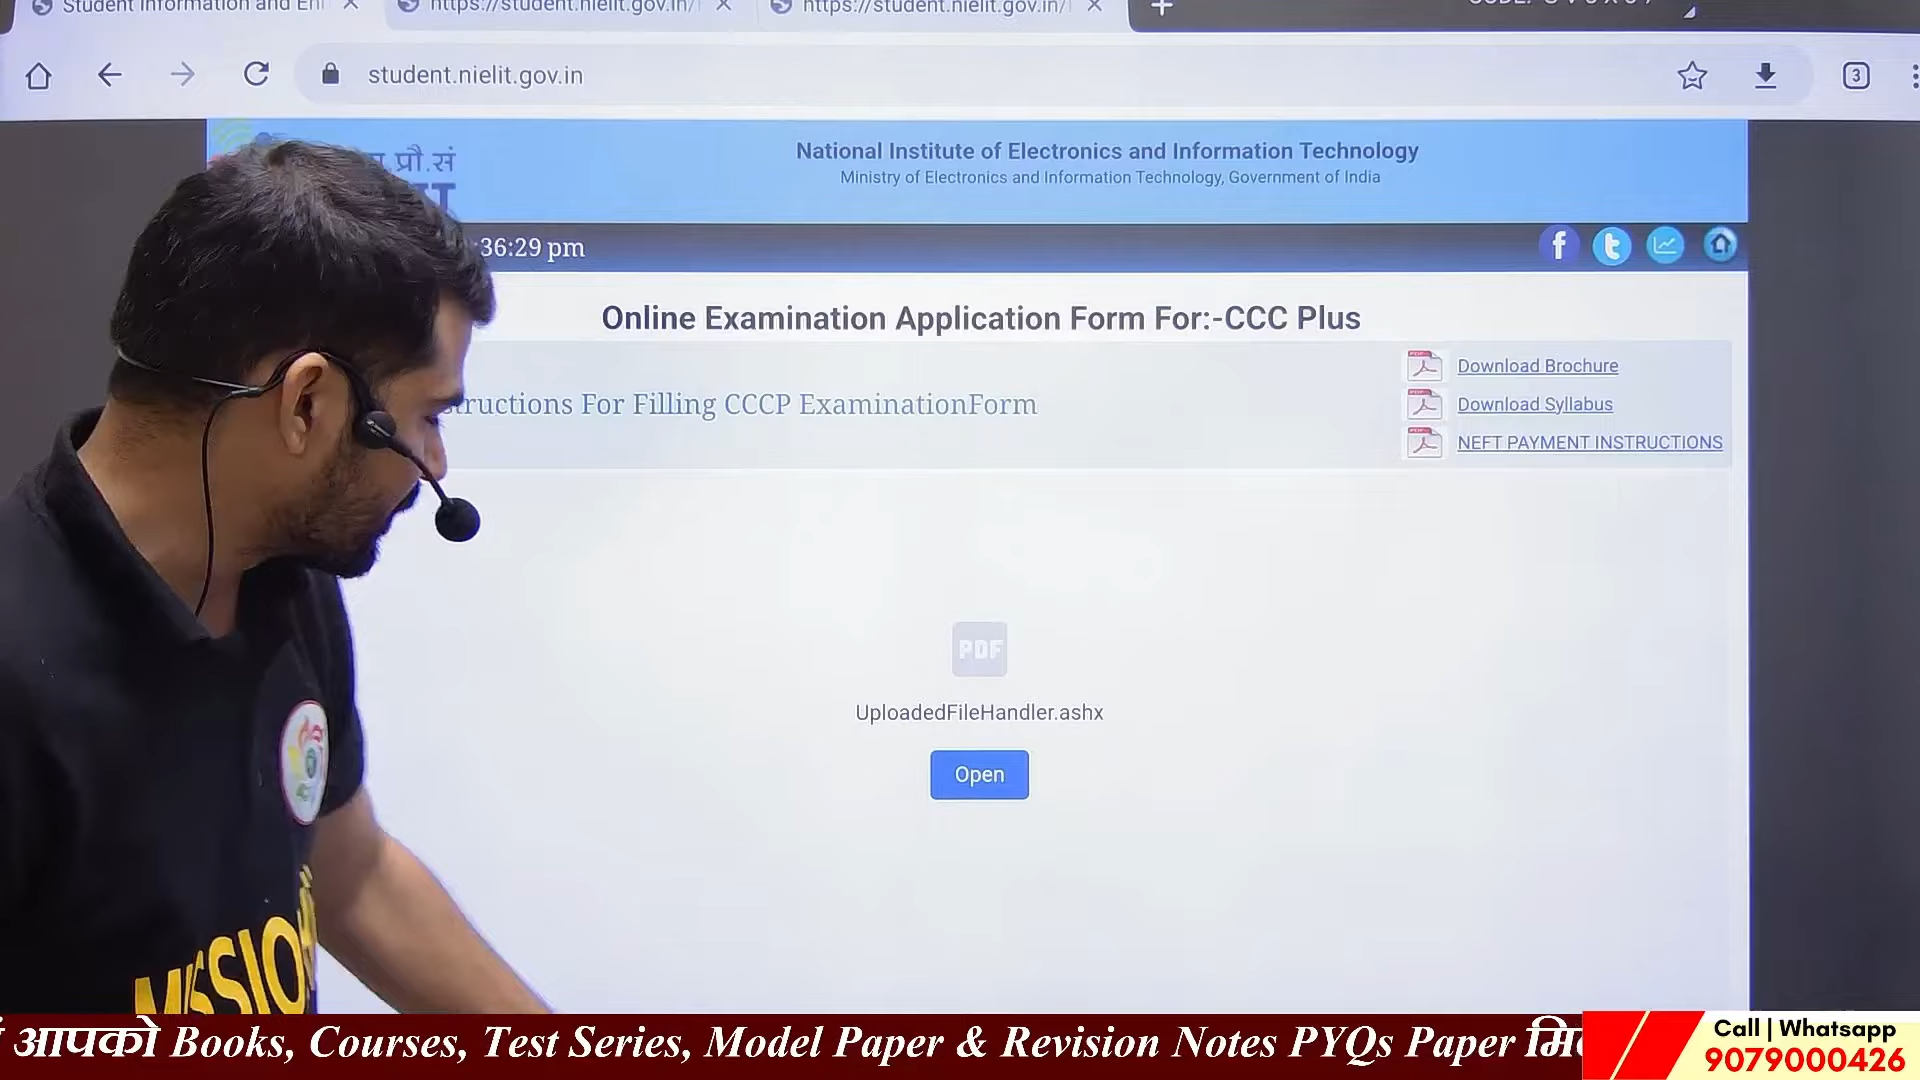 Student Information and En
https://student.nielit.gov.in/
https://student.nielit.gov.in/
student.nielit.gov.in
3
.प्रौ.सं
National Institute of Electronics and Information Technology
Ministry of Electronics and Information Technology, Government of India
:36:29 pm
Online Examination Application Form For:-CCC Plus
tructions For Filling CCCP ExaminationForm
Download Brochure
Download Syllabus
NEFT PAYMENT INSTRUCTIONS
PDF
UploadedFileHandler.ashx
Open
MISSION
आपको Books, Courses, Test Series, Model Paper & Revision Notes PYQs Paper
Call | Whatsapp
9079000426